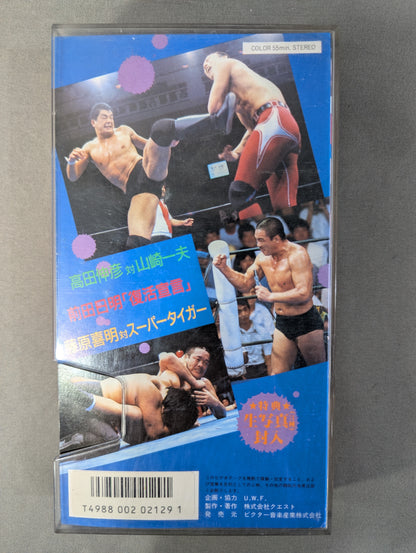 COLOR 55min. STEREO
高田伸彦対山崎一夫
前田日明「復活宣言」
藤原喜明対スーパータイガー
★特典★
生写真
封入
企画・協力 U.W.F.
製作・著作 株式会社クエスト
発売元 ビクター音楽産業株式会社
T4988 002 02129 1